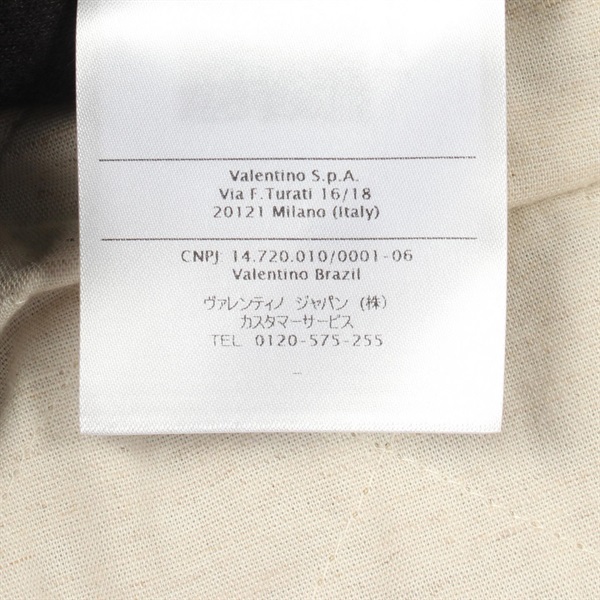 Valentino S.p.A.
Via F.Turati 16/18
20121 Milano (Italy)
CNPJ: 14.720.010/0001-06
Valentino Brazil
ヴァレンティノ ジャパン (株)
カスタマーサービス
TEL 0120-575-255